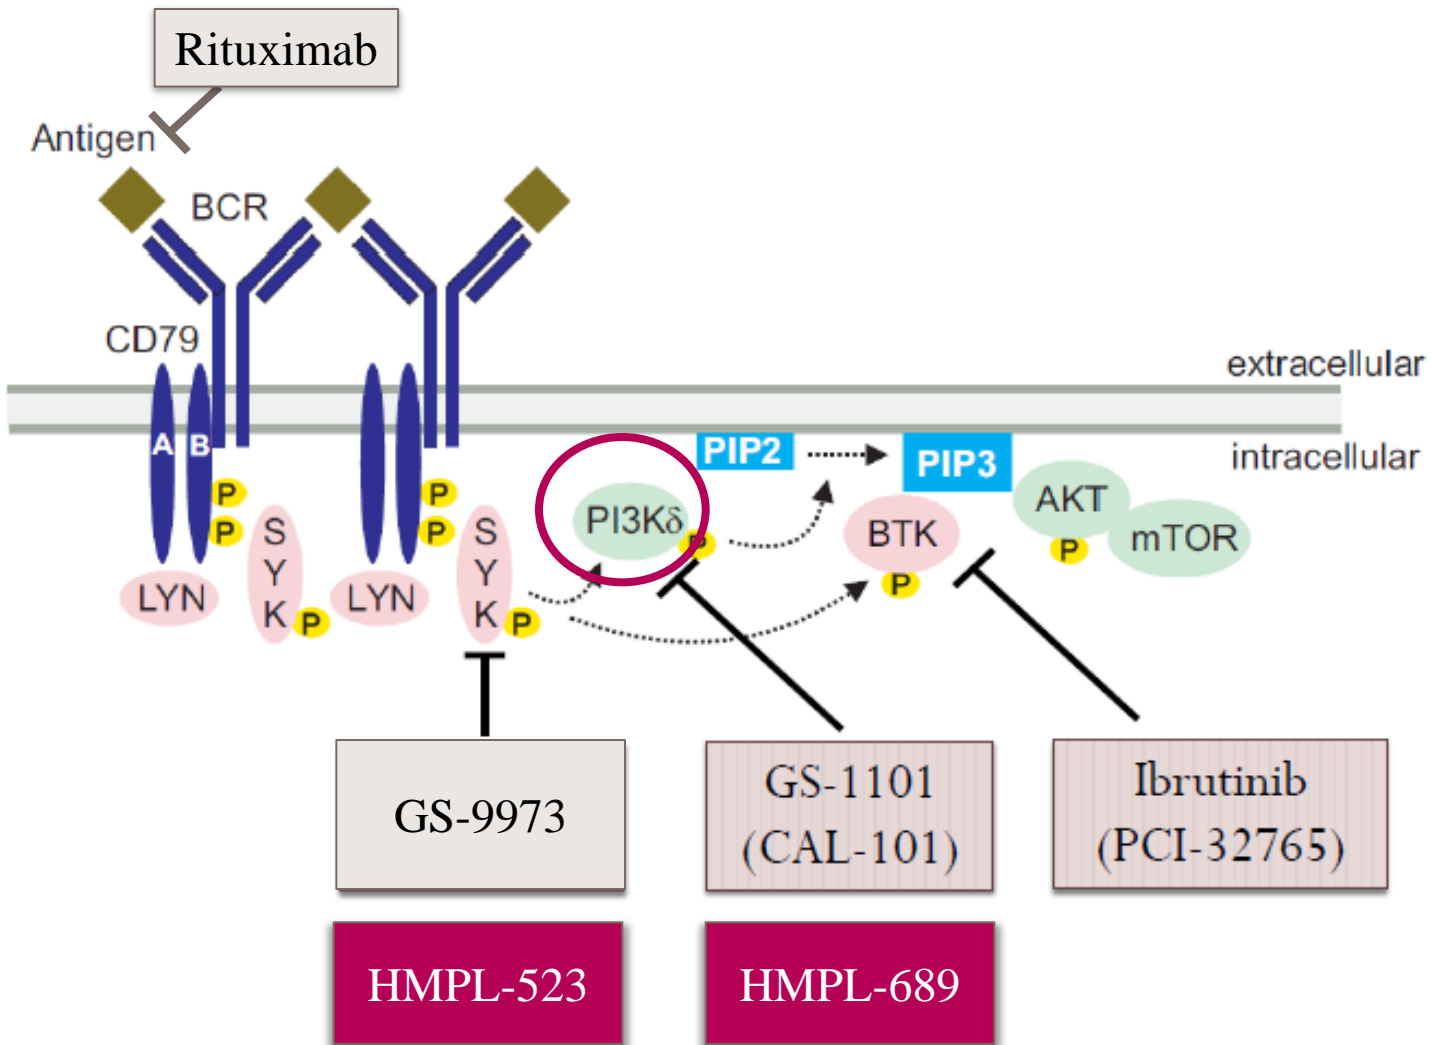 Rituximab
Antigen
BCR
CD79
extracellular
intracellular
A B
PIP2
PIP3
P
P
P
P
S
Y
K
P
S
Y
K
P
LYN
LYN
PI3Kδ
P
BTK
P
AKT
P
mTOR
GS-9973
GS-1101
(CAL-101)
Ibrutinib
(PCI-32765)
HMPL-523
HMPL-689